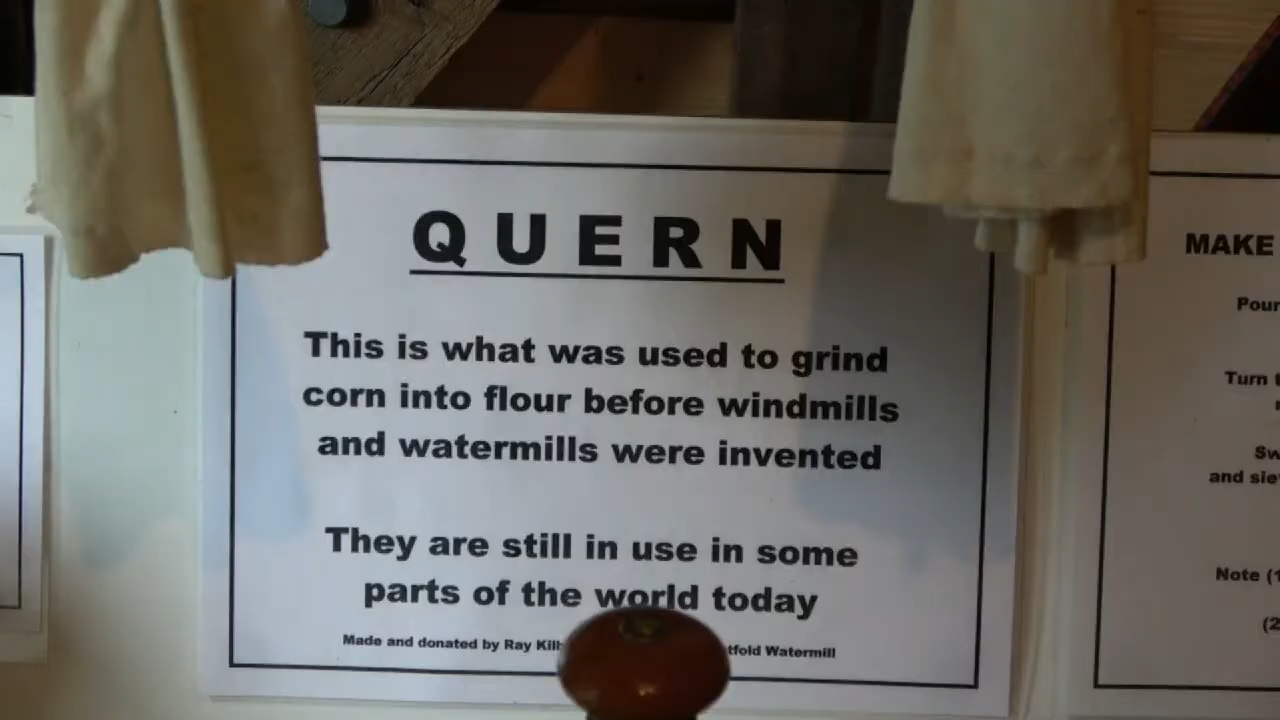 QUERN
This is what was used to grind
corn into flour before windmills
and watermills were invented
They are still in use in some
parts of the world today
Made and donated by Ray Watermill
MAKE
Pour
Turn
and
Note (1
(2